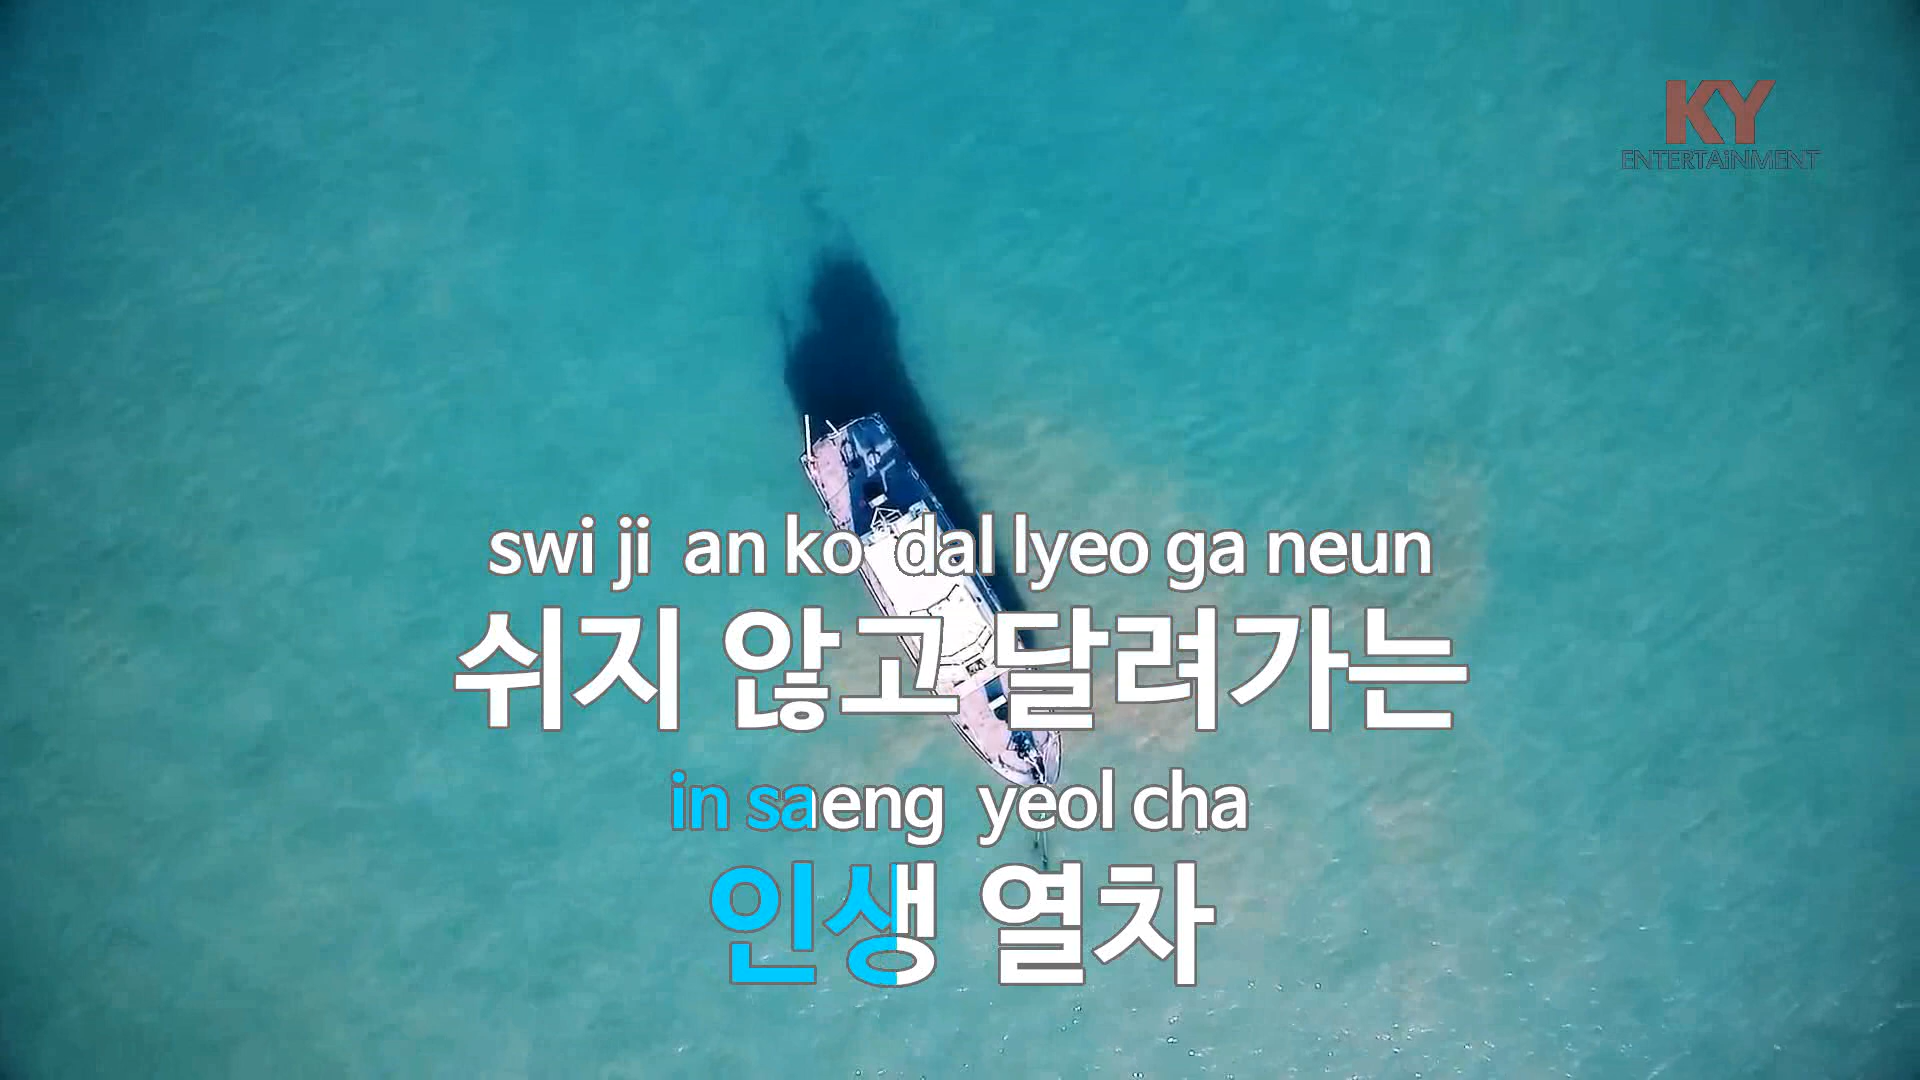 KY
ENTERTAiNMENT
swi ji an ko dal lyeo ga neun
쉬지 않고 달려가는
in saeng yeol cha
인생 열차